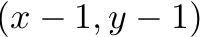 (x − 1, y − 1)